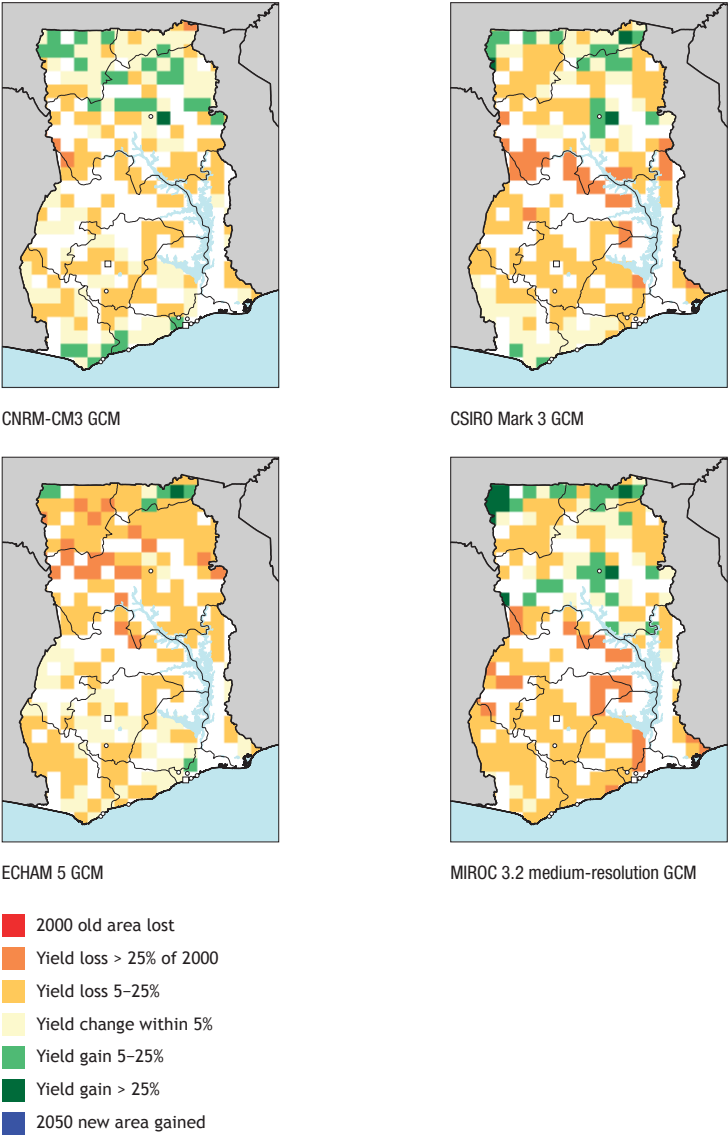 CNRM-CM3 GCM
CSIRO Mark 3 GCM
ECHAM 5 GCM
MIROC 3.2 medium-resolution GCM
2000 old area lost
Yield loss > 25% of 2000
Yield loss 5–25%
Yield change within 5%
Yield gain 5–25%
Yield gain > 25%
2050 new area gained